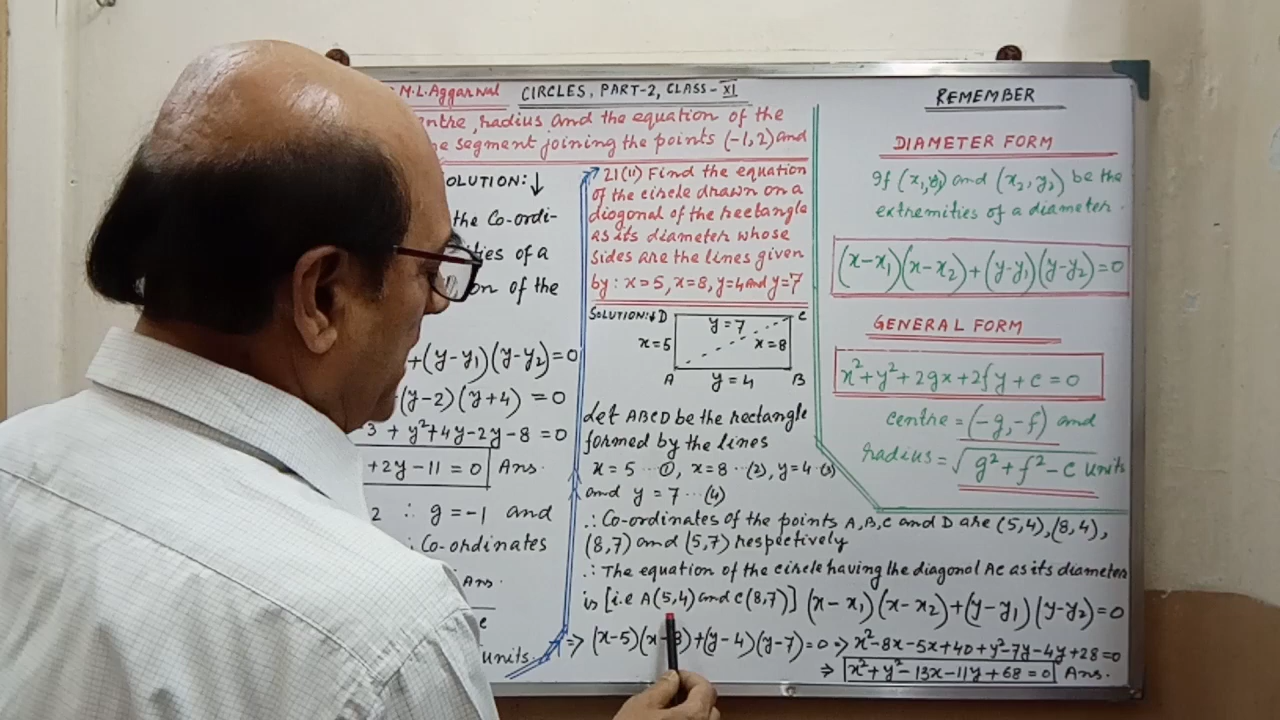 M.L.Aggarwal CIRCLES, PART-2, CLASS-XI
entre, radius and the equation of the
segment joining the points (-1,2) and
OLUTION:↓
the Co-ordi-
ties of a
on of the
+(y-y₁)(y-y₂)=0
(y-2)(y+4) =0
3 + y²+4y-2y-8 =0
+2y-11=0 Ans.
2 ∴ g=-1 and
∴ Co-ordinates
Ans.
units.
21(11) Find the equation
of the circle drawn on a
diogonal of the rectangle
as its diameter whose
sides are the lines given
by: x=5, x=8, y=4 and y=7
SOLUTION:↓ D C
y=7
x=5 x=8
A B
y=4
Let ABCD be the rectangle
formed by the lines
x=5 ...①, x=8 ...(2), y=4 ...(3)
and y=7 ...(4)
∴ Co-ordinates of the points A,B,C and D are (5,4),(8,4),
(8,7) and (5,7) respectively
∴ The equation of the circle having the diagonal AC as its diameter
is [i.e A(5,4) and C(8,7)] (x-x₁)(x-x₂)+(y-y₁)(y-y₂)=0
⇒ (x-5)(x-8)+(y-4)(y-7)=0 ⇒ x²-8x-5x+40+y²-7y-4y+28=0
⇒ x²+y²-13x-11y+68=0 Ans.
REMEMBER
DIAMETER FORM
If (x₁,y₁) and (x₂,y₂) be the
extremities of a diameter.
(x-x₁)(x-x₂)+(y-y₁)(y-y₂)=0
GENERAL FORM
x²+y²+2gx+2fy+c=0
centre=(-g,-f) and
radius=√g²+f²-c units